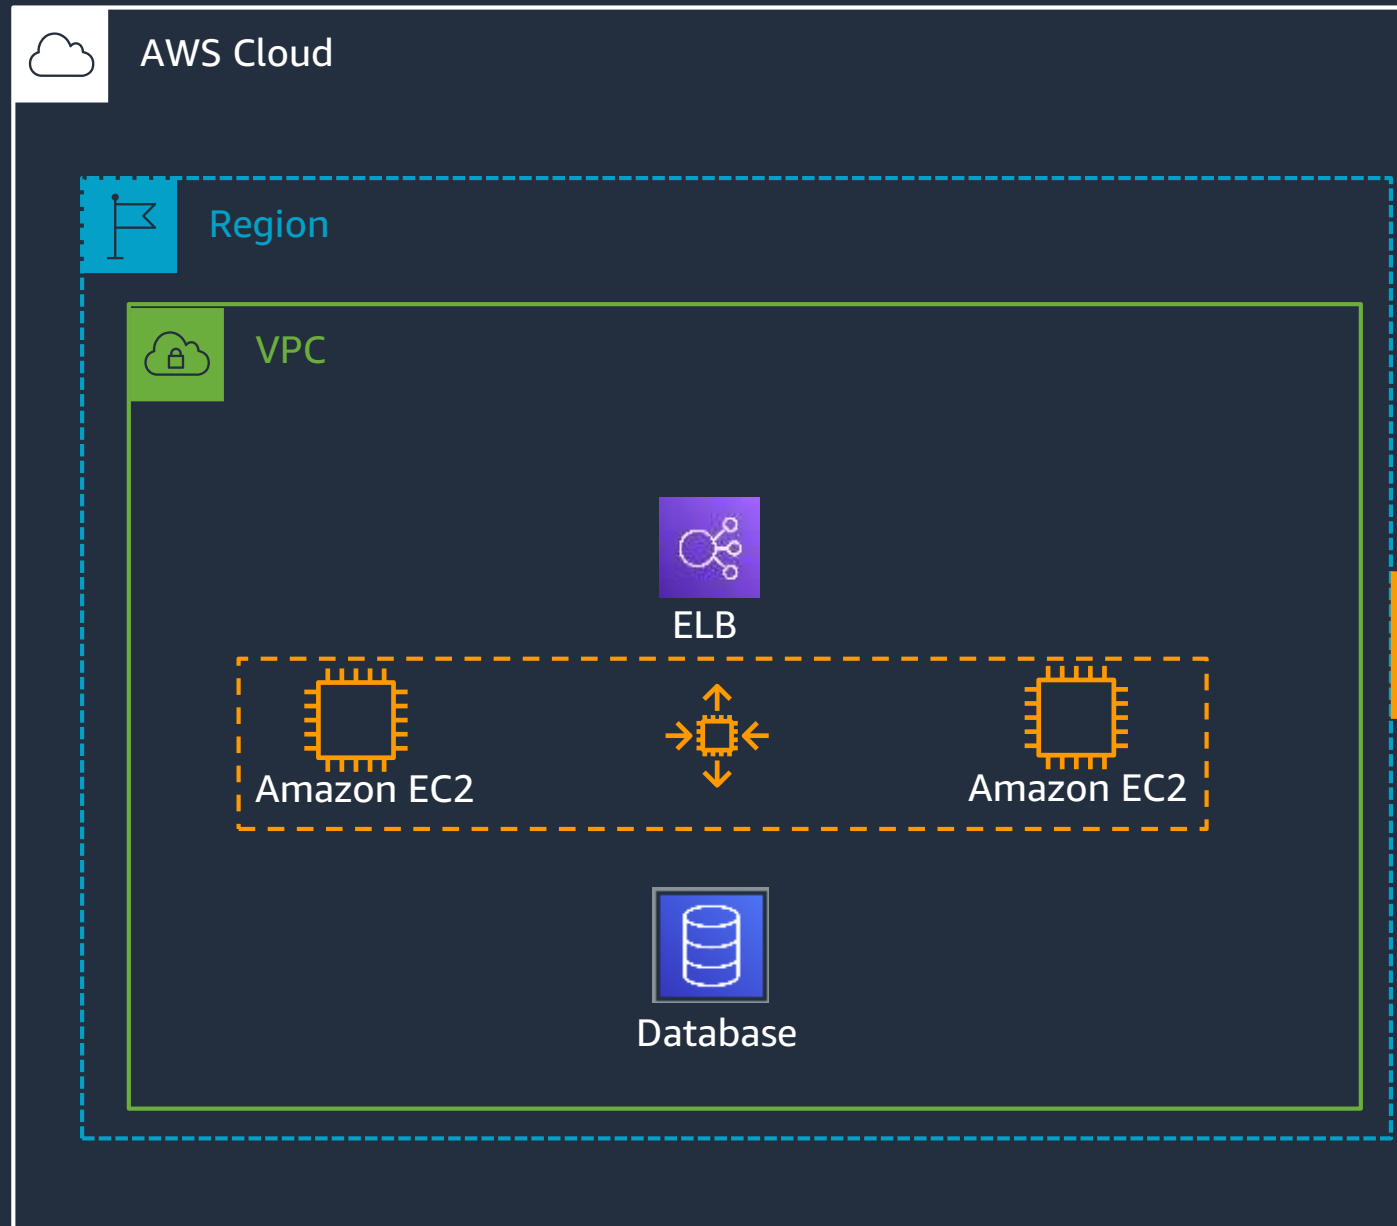 AWS Cloud
Region
VPC
ELB
Amazon EC2
Amazon EC2
Database